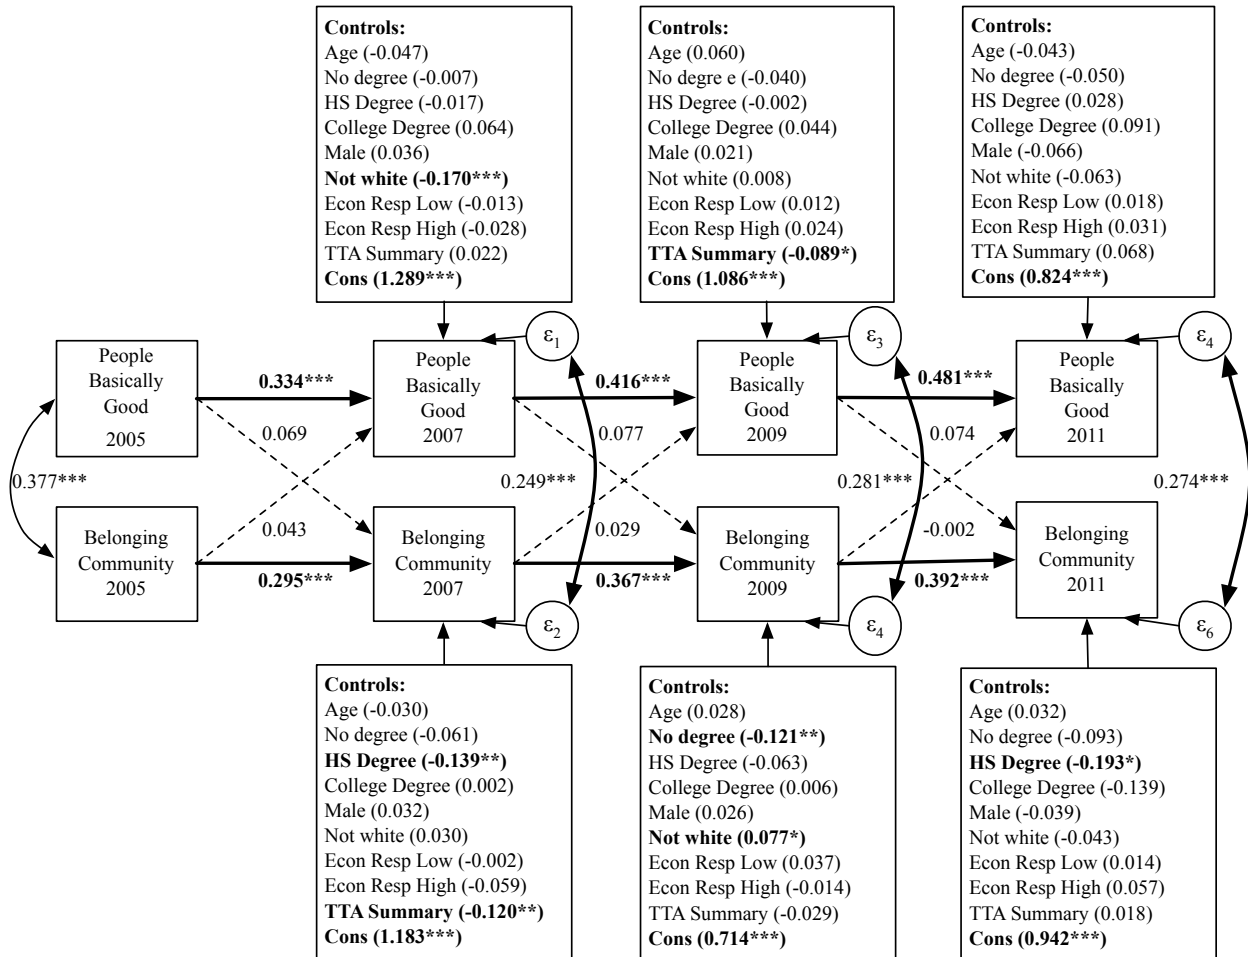 Controls:
Age (-0.047)
No degree (-0.007)
HS Degree (-0.017)
College Degree (0.064)
Male (0.036)
Not white (-0.170***)
Econ Resp Low (-0.013)
Econ Resp High (-0.028)
TTA Summary (0.022)
Cons (1.289***)
Controls:
Age (0.060)
No degre e (-0.040)
HS Degree (-0.002)
College Degree (0.044)
Male (0.021)
Not white (0.008)
Econ Resp Low (0.012)
Econ Resp High (0.024)
TTA Summary (-0.089*)
Cons (1.086***)
Controls:
Age (-0.043)
No degree (-0.050)
HS Degree (0.028)
College Degree (0.091)
Male (-0.066)
Not white (-0.063)
Econ Resp Low (0.018)
Econ Resp High (0.031)
TTA Summary (0.068)
Cons (0.824***)
People
Basically
Good
2005
0.334***
People
Basically
Good
2007
ε1
0.416***
People
Basically
Good
2009
ε3
0.481***
People
Basically
Good
2011
ε4
0.069
0.077
0.074
0.377***
0.249***
0.281***
0.274***
0.043
0.029
-0.002
Belonging
Community
2005
0.295***
Belonging
Community
2007
ε2
0.367***
Belonging
Community
2009
ε4
0.392***
Belonging
Community
2011
ε6
Controls:
Age (-0.030)
No degree (-0.061)
HS Degree (-0.139**)
College Degree (0.002)
Male (0.032)
Not white (0.030)
Econ Resp Low (-0.002)
Econ Resp High (-0.059)
TTA Summary (-0.120**)
Cons (1.183***)
Controls:
Age (0.028)
No degree (-0.121**)
HS Degree (-0.063)
College Degree (0.006)
Male (0.026)
Not white (0.077*)
Econ Resp Low (0.037)
Econ Resp High (-0.014)
TTA Summary (-0.029)
Cons (0.714***)
Controls:
Age (0.032)
No degree (-0.093)
HS Degree (-0.193*)
College Degree (-0.139)
Male (-0.039)
Not white (-0.043)
Econ Resp Low (0.014)
Econ Resp High (0.057)
TTA Summary (0.018)
Cons (0.942***)